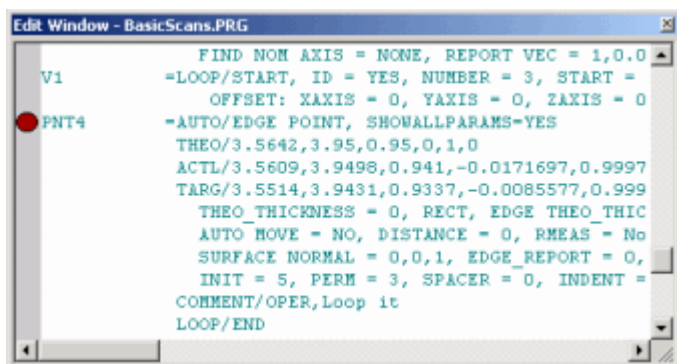 Edit Window - BasicScans.PRG
FIND NOM AXIS = NONE, REPORT VEC = 1,0.0
V1 =LOOP/START, ID = YES, NUMBER = 3, START =
OFFSET: XAXIS = 0, YAXIS = 0, ZAXIS = 0
PNT4 =AUTO/EDGE POINT, SHOWALLPARAMS=YES
THEO/3.5642,3.95,0.95,0,1,0
ACTL/3.5609,3.9498,0.941,-0.0171697,0.9997
TARG/3.5514,3.9431,0.9337,-0.0085577,0.999
THEO_THICKNESS = 0, RECT, EDGE THEO_THIC
AUTO MOVE = NO, DISTANCE = 0, RMEAS = No
SURFACE NORMAL = 0,0,1, EDGE_REPORT = 0,
INIT = 5, PERM = 3, SPACER = 0, INDENT =
COMMENT/OPER,Loop it
LOOP/END